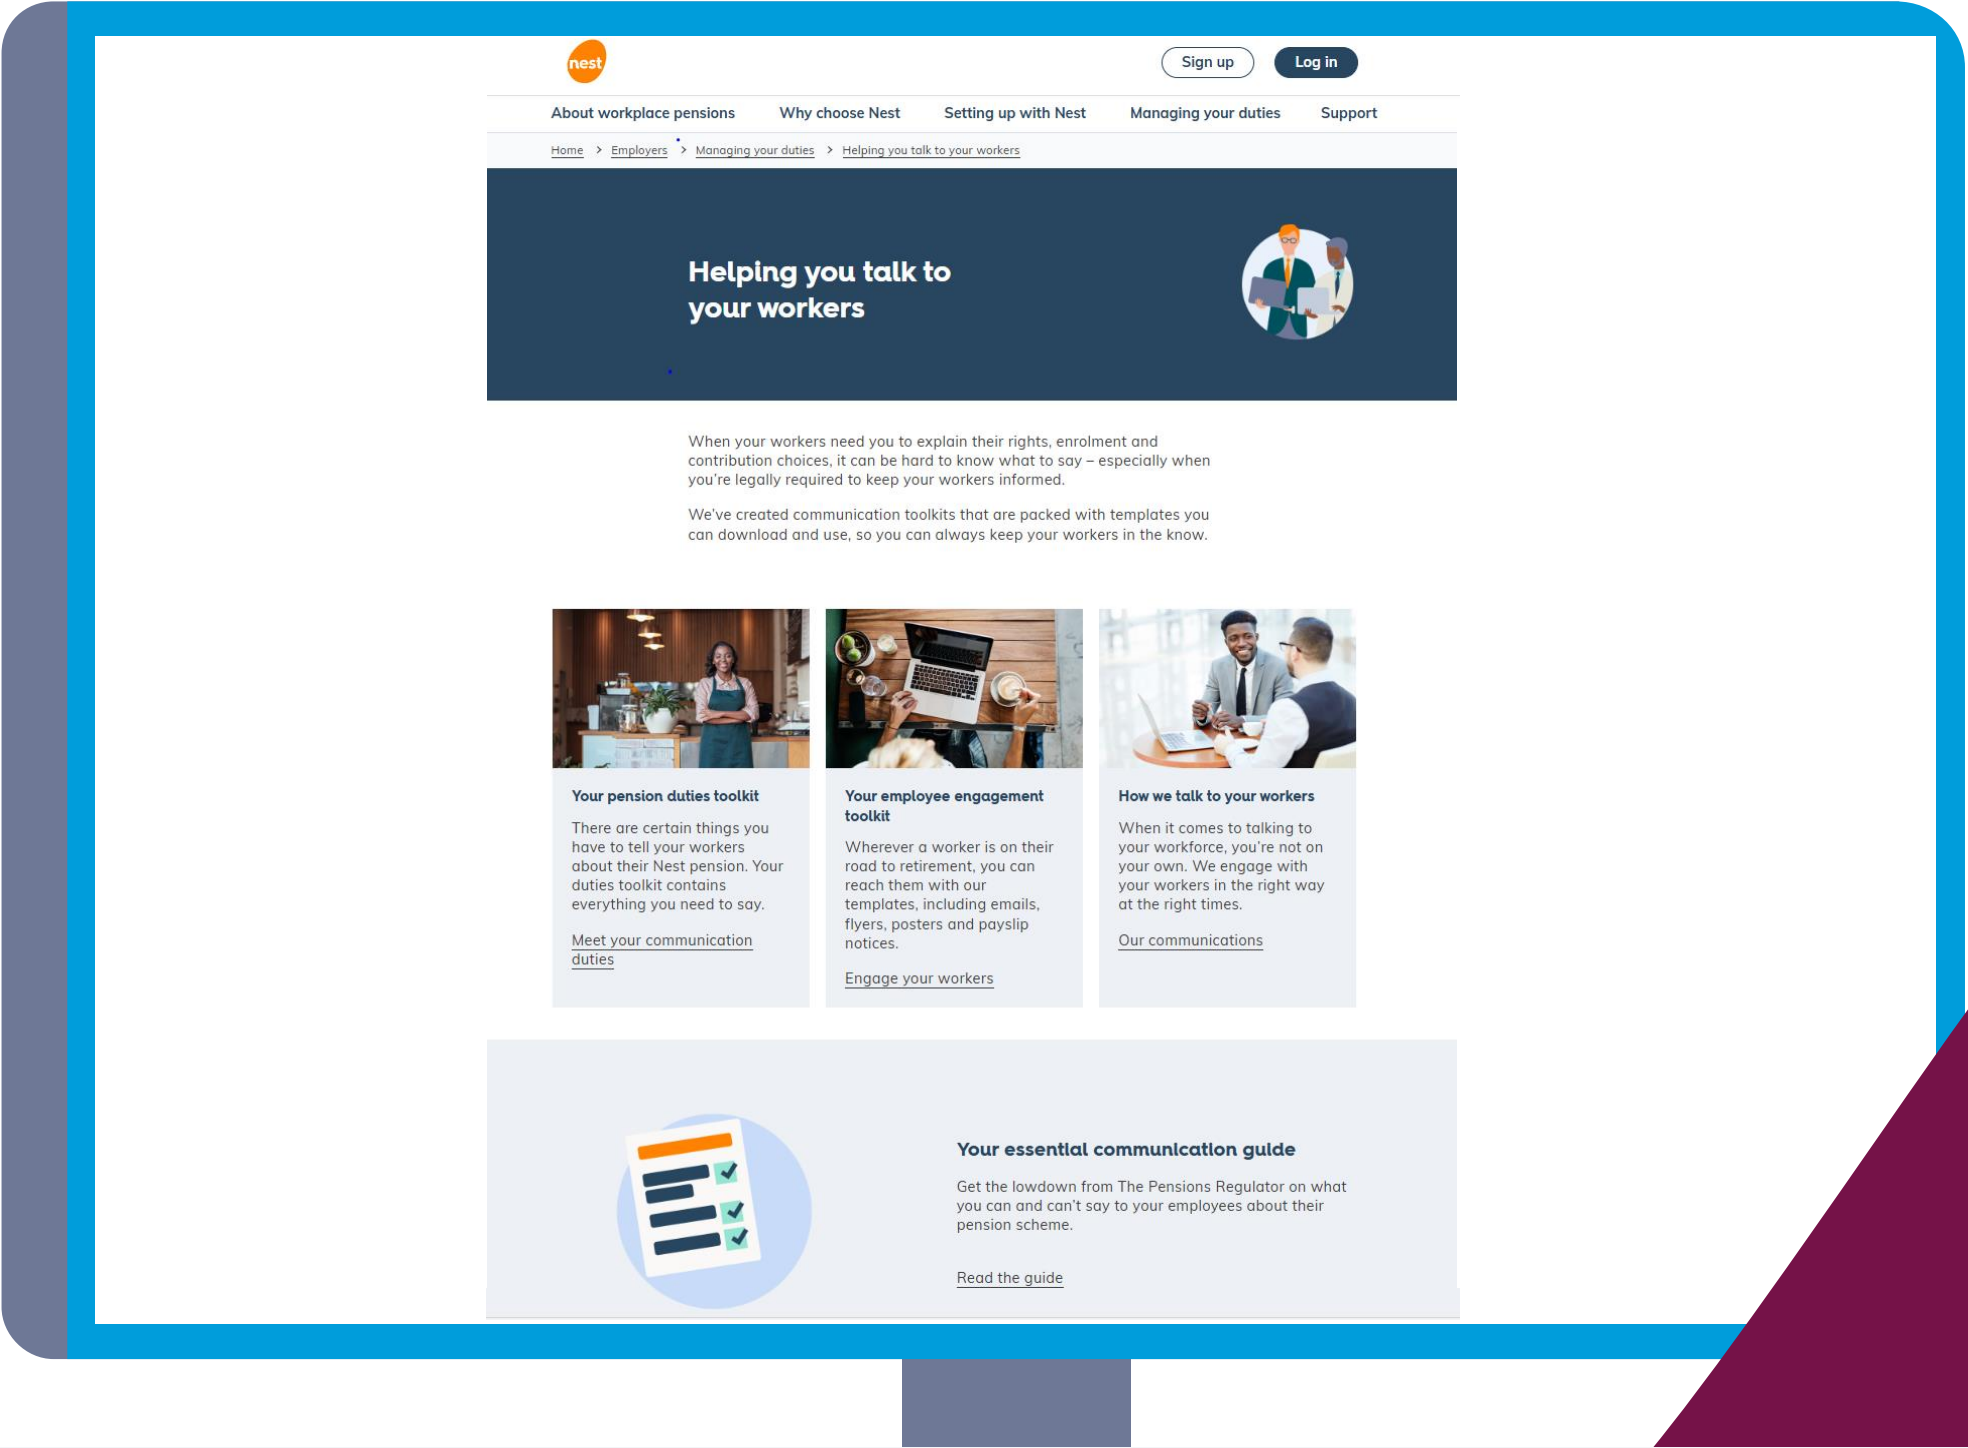 nest
Sign up
Log in
About workplace pensions
Why choose Nest
Setting up with Nest
Managing your duties
Support
Home > Employers > Managing your duties > Helping you talk to your workers
Helping you talk to
your workers
When your workers need you to explain their rights, enrolment and
contribution choices, it can be hard to know what to say – especially when
you're legally required to keep your workers informed.
We've created communication toolkits that are packed with templates you
can download and use, so you can always keep your workers in the know.
Your pension duties toolkit
There are certain things you
have to tell your workers
about their Nest pension. Your
duties toolkit contains
everything you need to say.
Meet your communication
duties
Your employee engagement
toolkit
Wherever a worker is on their
road to retirement, you can
reach them with our
templates, including emails,
flyers, posters and payslip
notices.
Engage your workers
How we talk to your workers
When it comes to talking to
your workforce, you're not on
your own. We engage with
your workers in the right way
at the right times.
Our communications
Your essential communication guide
Get the lowdown from The Pensions Regulator on what
you can and can't say to your employees about their
pension scheme.
Read the guide